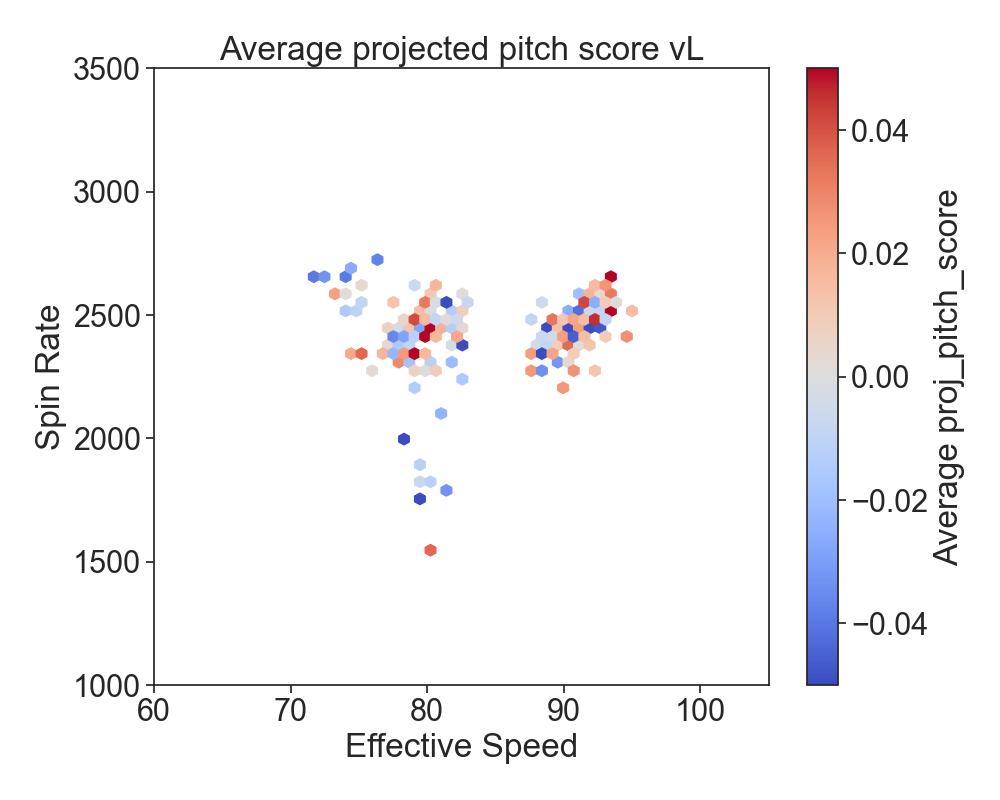 Average projected pitch score vL
3500
3000
2500
2000
1500
1000
Spin Rate
60 70 80 90 100
Effective Speed
0.04
0.02
0.00
−0.02
−0.04
Average proj_pitch_score